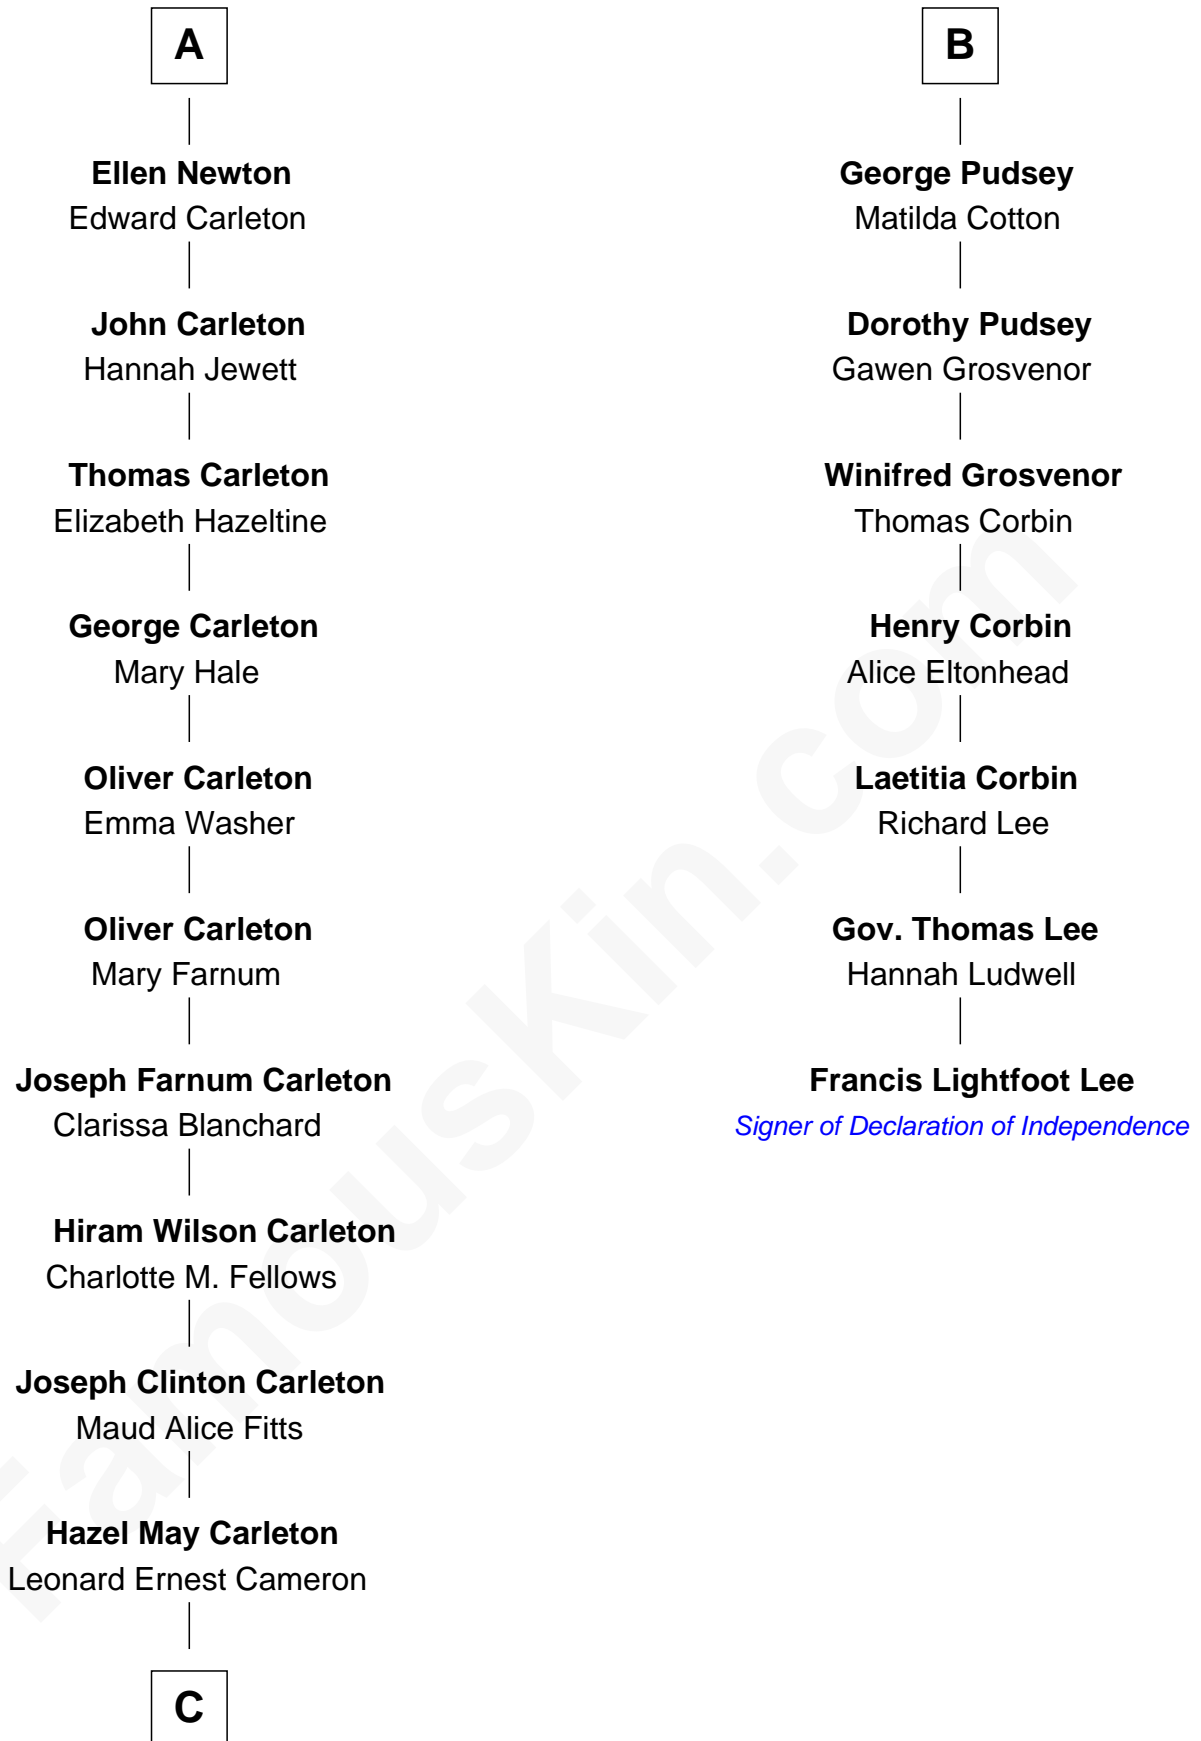 A
Ellen Newton
Edward Carleton
John Carleton
Hannah Jewett
Thomas Carleton
Elizabeth Hazeltine
George Carleton
Mary Hale
Oliver Carleton
Emma Washer
Oliver Carleton
Mary Farnum
Joseph Farnum Carleton
Clarissa Blanchard
Hiram Wilson Carleton
Charlotte M. Fellows
Joseph Clinton Carleton
Maud Alice Fitts
Hazel May Carleton
Leonard Ernest Cameron
C
B
George Pudsey
Matilda Cotton
Dorothy Pudsey
Gawen Grosvenor
Winifred Grosvenor
Thomas Corbin
Henry Corbin
Alice Eltonhead
Laetitia Corbin
Richard Lee
Gov. Thomas Lee
Hannah Ludwell
Francis Lightfoot Lee
Signer of Declaration of Independence
FamousKin.com